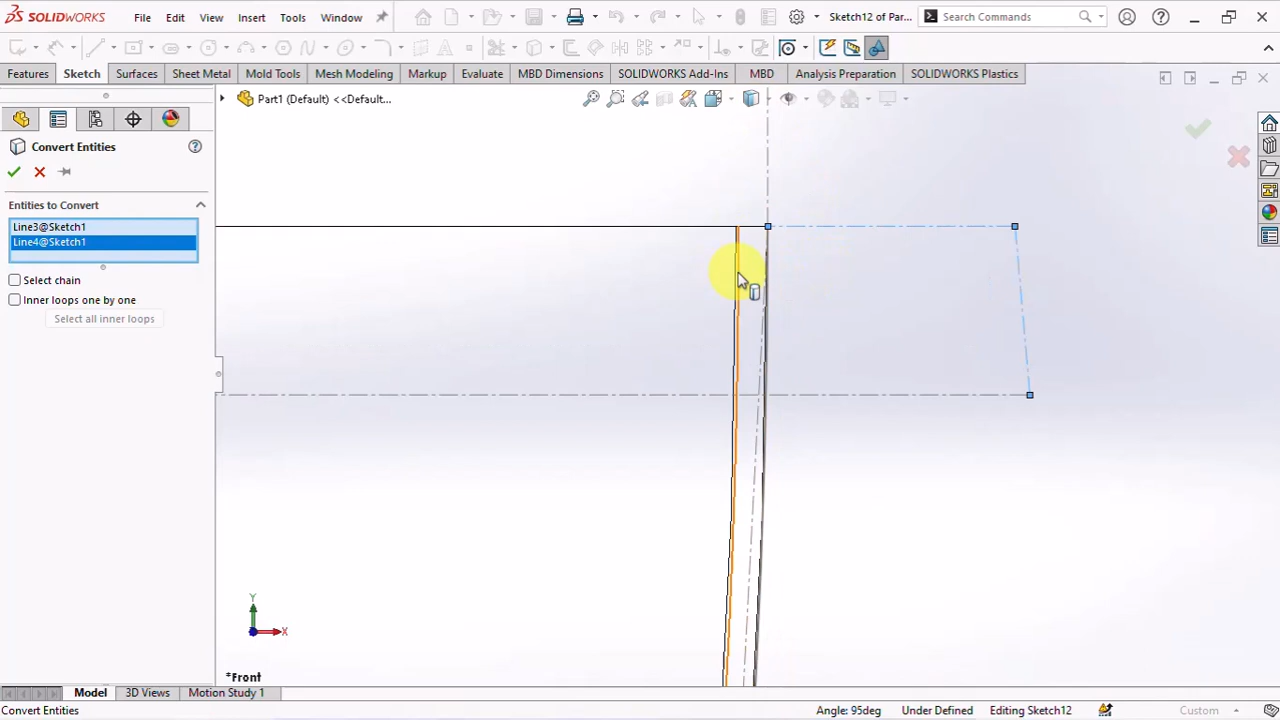 SOLIDWORKS File Edit View Insert Tools Window Sketch12 of Par... Search Commands
Features Sketch Surfaces Sheet Metal Mold Tools Mesh Modeling Markup Evaluate MBD Dimensions SOLIDWORKS Add-Ins MBD Analysis Preparation SOLIDWORKS Plastics
Part1 (Default) <<Default...
Convert Entities
Entities to Convert
Line3@Sketch1
Line4@Sketch1
Select chain
Inner loops one by one
Select all inner loops
Y
X
*Front
Model 3D Views Motion Study 1
Convert Entities Angle: 95deg Under Defined Editing Sketch12 Custom